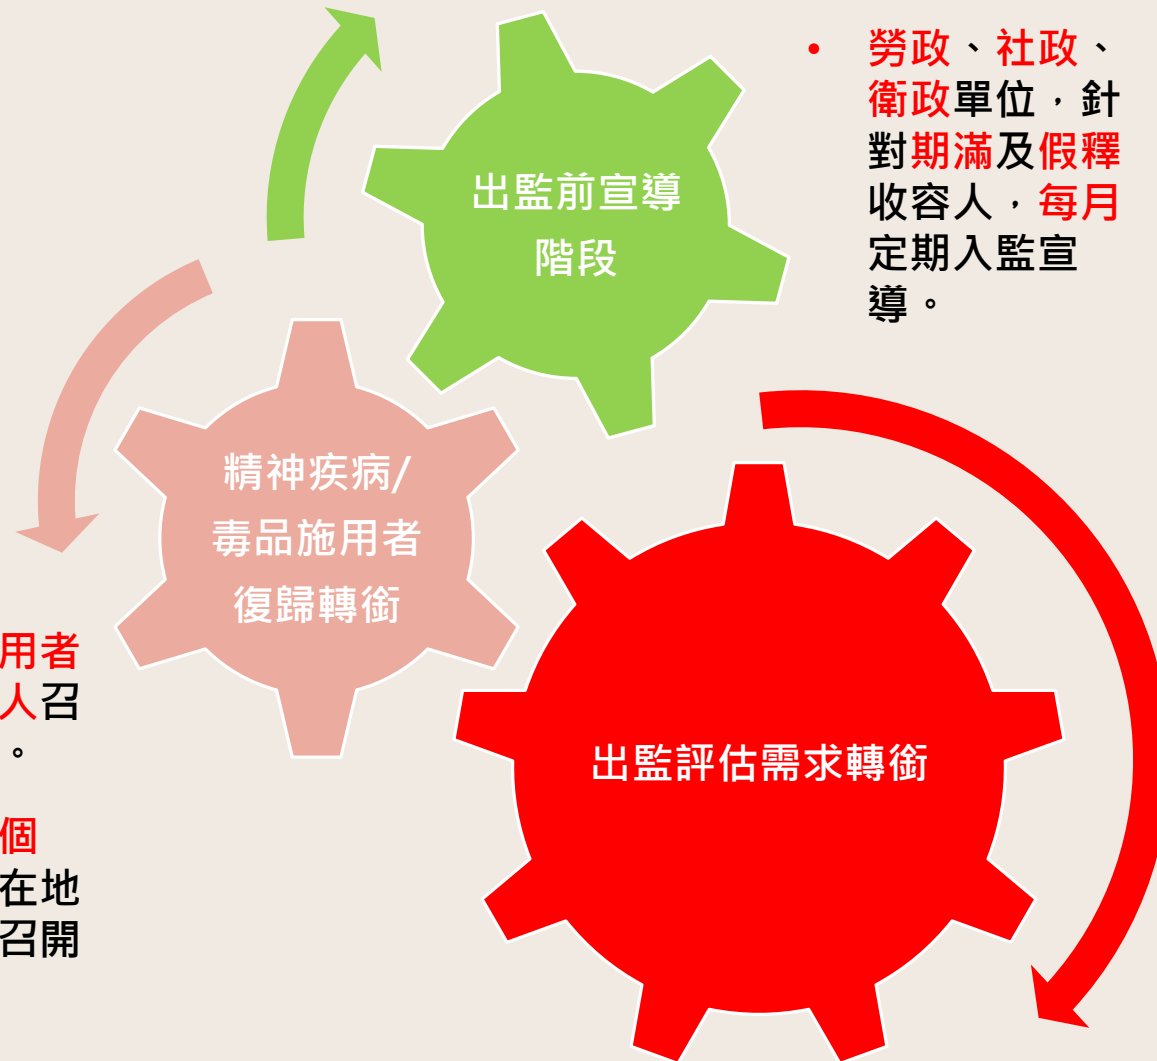 • 勞政、社政、
衛政單位，針
對期滿及假釋
收容人，每月
定期入監宣
導。
出監前宣導
階段
精神疾病/
毒品施用者
復歸轉銜
用者
人召
。
個
在地
召開
出監評估需求轉銜